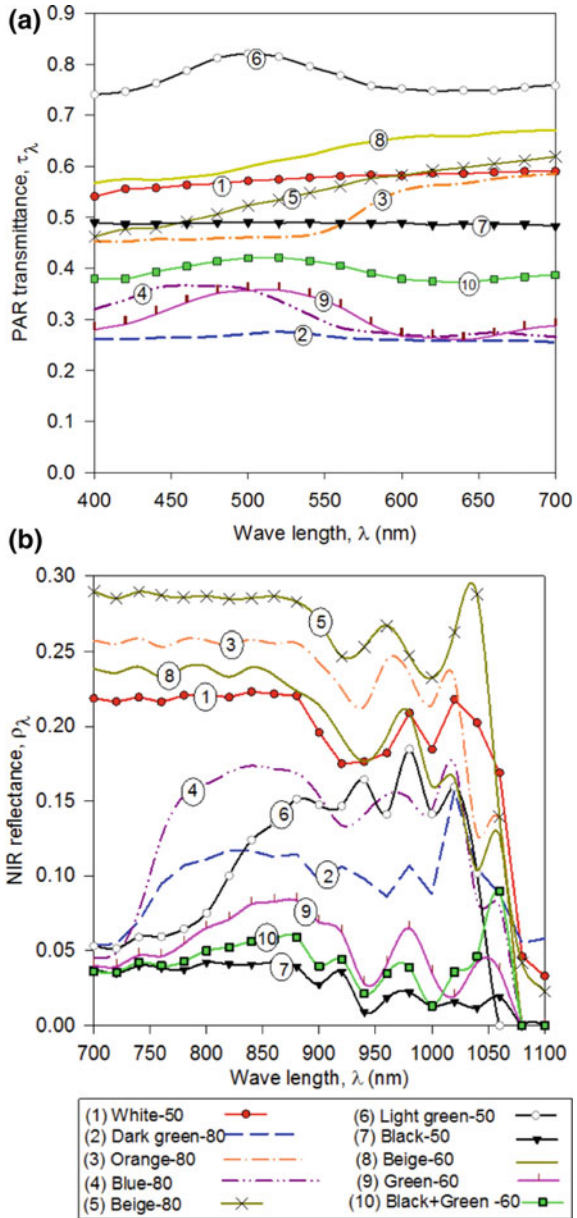 (a)
0.9
0.8
0.7
0.6
0.5
0.4
0.3
0.2
0.1
0.0
PAR transmittance, τλ
6
8
1
5
3
7
10
4
9
2
400 450 500 550 600 650 700
Wave length, λ (nm)
(b)
0.30
0.25
0.20
0.15
0.10
0.05
0.00
NIR reflectance, ρλ
5
3
8
1
4
6
2
9
10
7
700 750 800 850 900 950 1000 1050 1100
Wave length, λ (nm)
(1) White-50
(2) Dark green-80
(3) Orange-80
(4) Blue-80
(5) Beige-80
(6) Light green-50
(7) Black-50
(8) Beige-60
(9) Green-60
(10) Black+Green -60